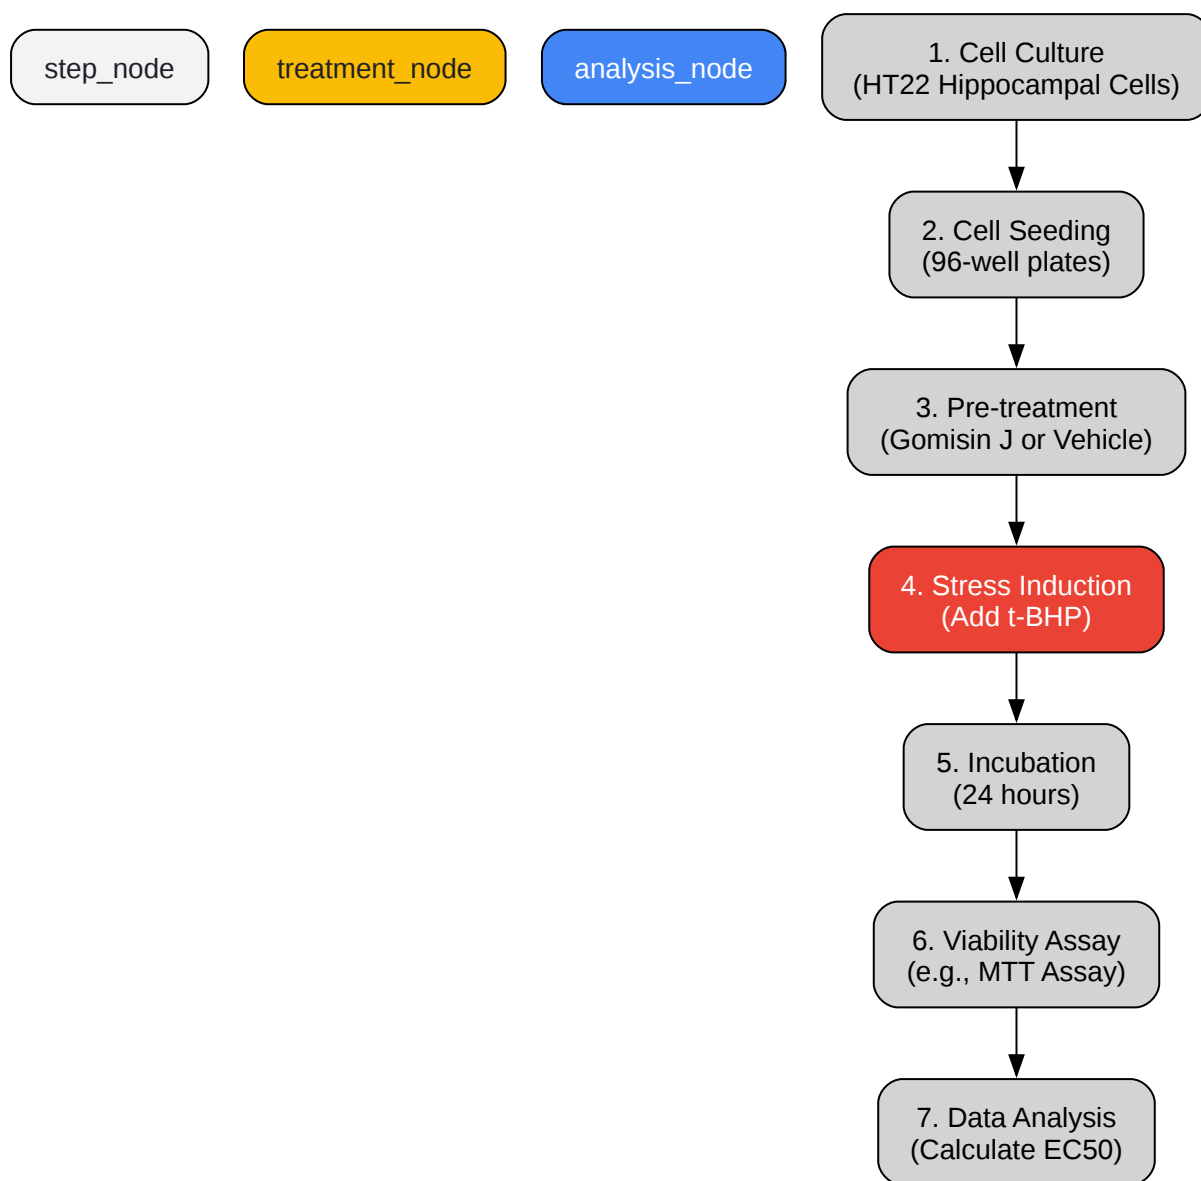 step_node
treatment_node
analysis_node
1. Cell Culture
(HT22 Hippocampal Cells)
2. Cell Seeding
(96-well plates)
3. Pre-treatment
(Gomisin J or Vehicle)
4. Stress Induction
(Add t-BHP)
5. Incubation
(24 hours)
6. Viability Assay
(e.g., MTT Assay)
7. Data Analysis
(Calculate EC50)